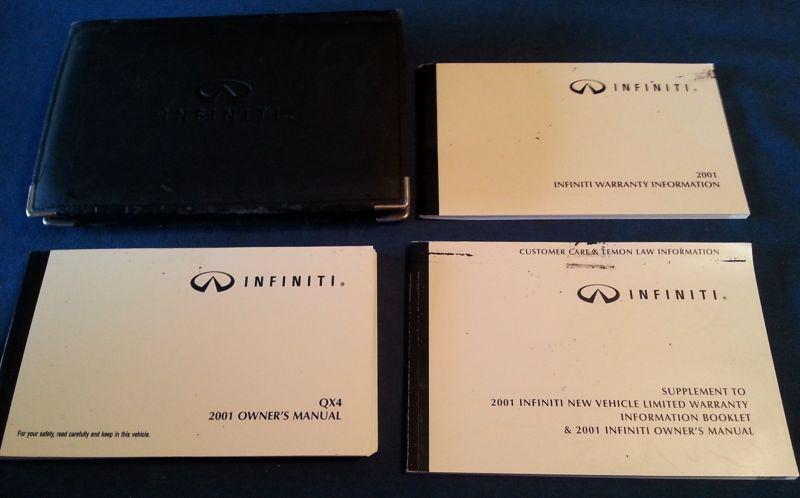 INFINITI®
INFINITI®
2001
INFINITI WARRANTY INFORMATION
INFINITI®
QX4
2001 OWNER'S MANUAL
For your safety, read carefully and keep in this vehicle.
CUSTOMER CARE & LEMON LAW INFORMATION
INFINITI®
SUPPLEMENT TO
2001 INFINITI NEW VEHICLE LIMITED WARRANTY
INFORMATION BOOKLET
& 2001 INFINITI OWNER'S MANUAL